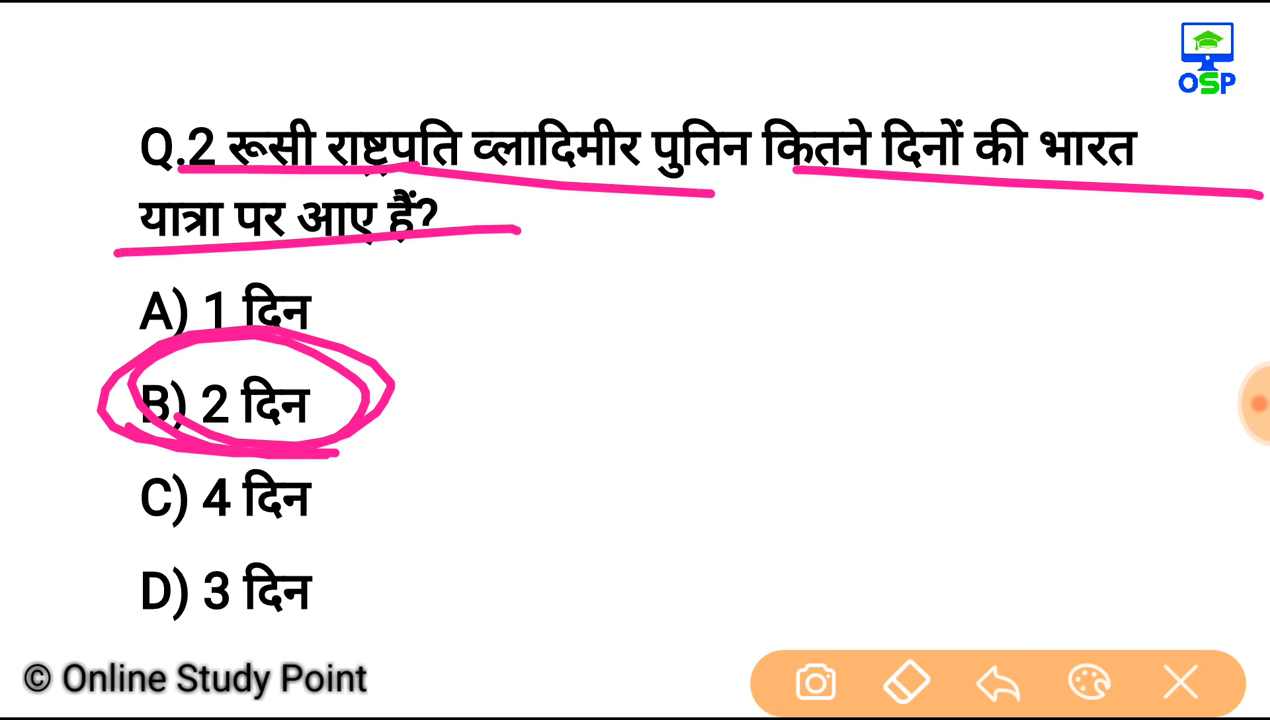 OSP
Q.2 रूसी राष्ट्रपति व्लादिमीर पुतिन कितने दिनों की भारत
यात्रा पर आए हैं?
A) 1 दिन
B) 2 दिन
C) 4 दिन
D) 3 दिन
© Online Study Point